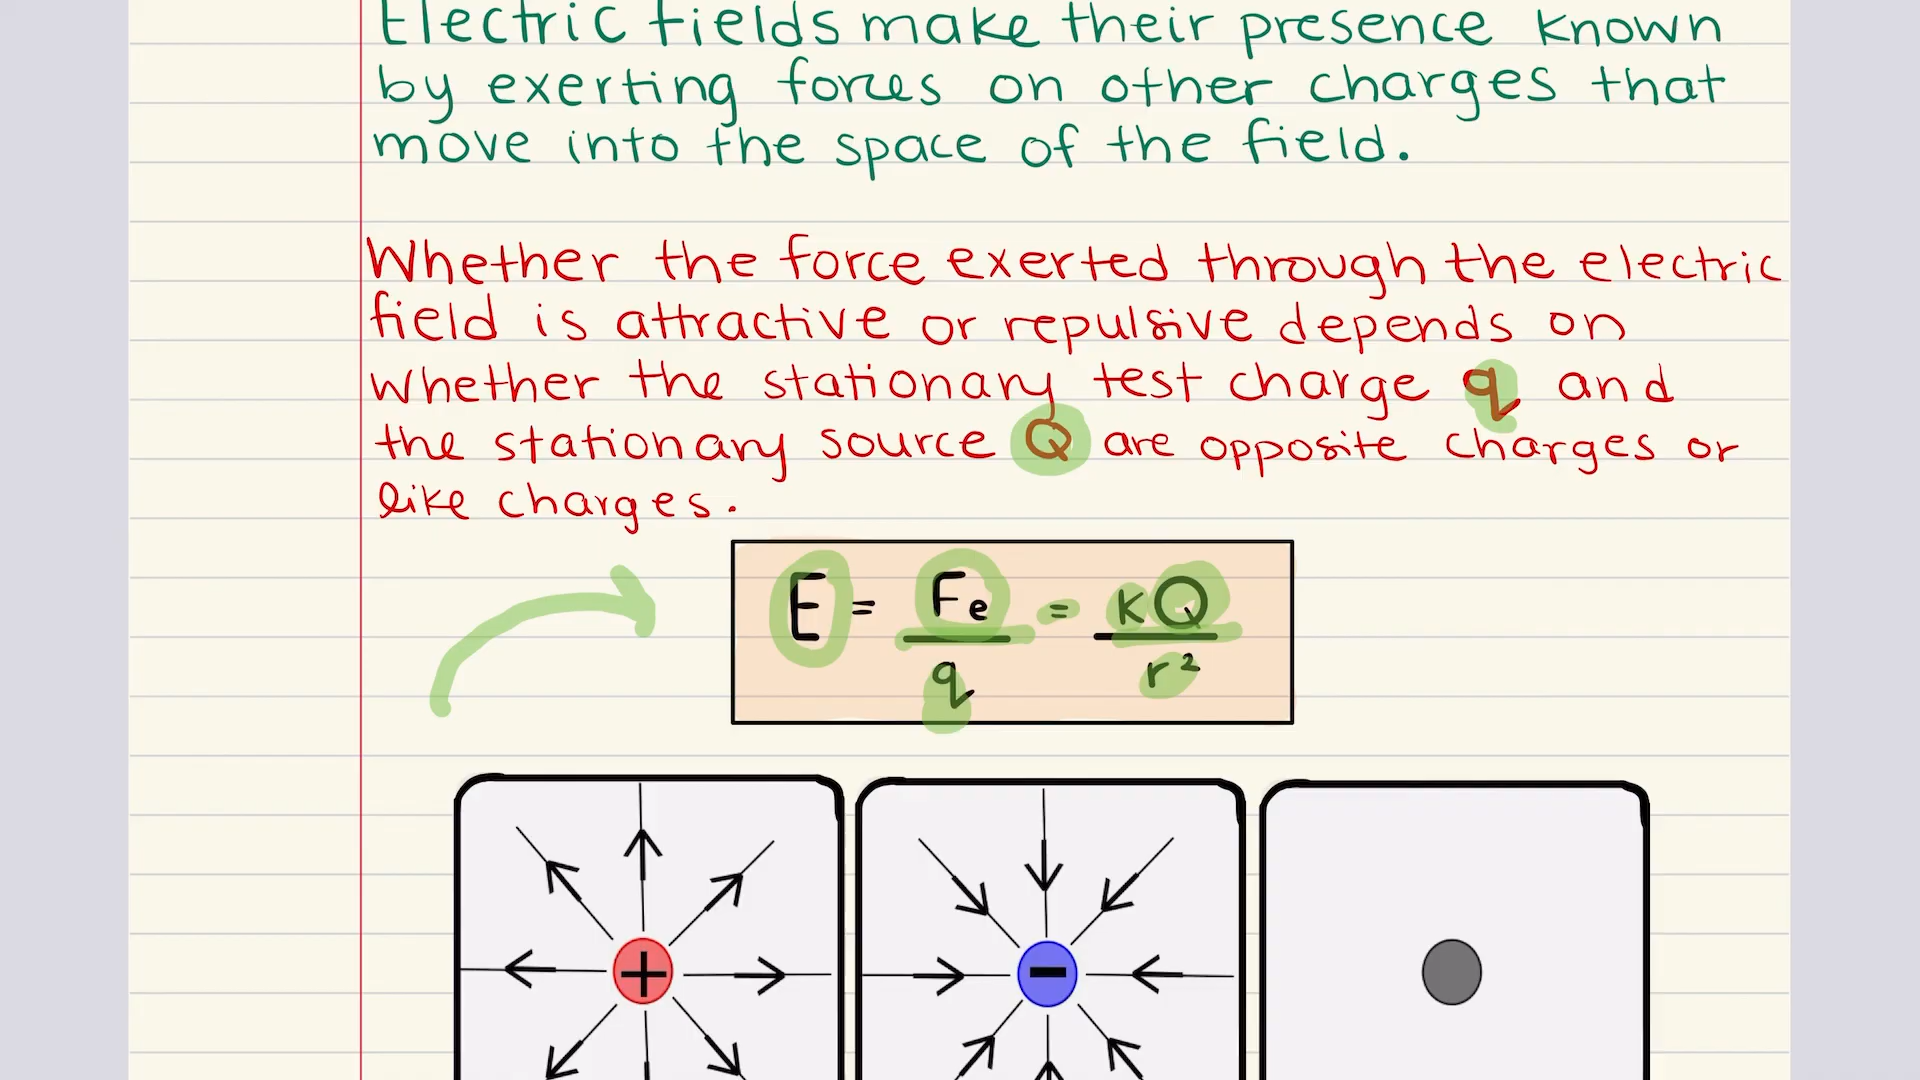 Electric fields make their presence known
by exerting forces on other charges that
move into the space of the field.
Whether the force exerted through the electric
field is attractive or repulsive depends on
whether the stationary test charge q and
the stationary source Q are opposite charges or
like charges.
E = Fe/q = kQ/r²
+ −